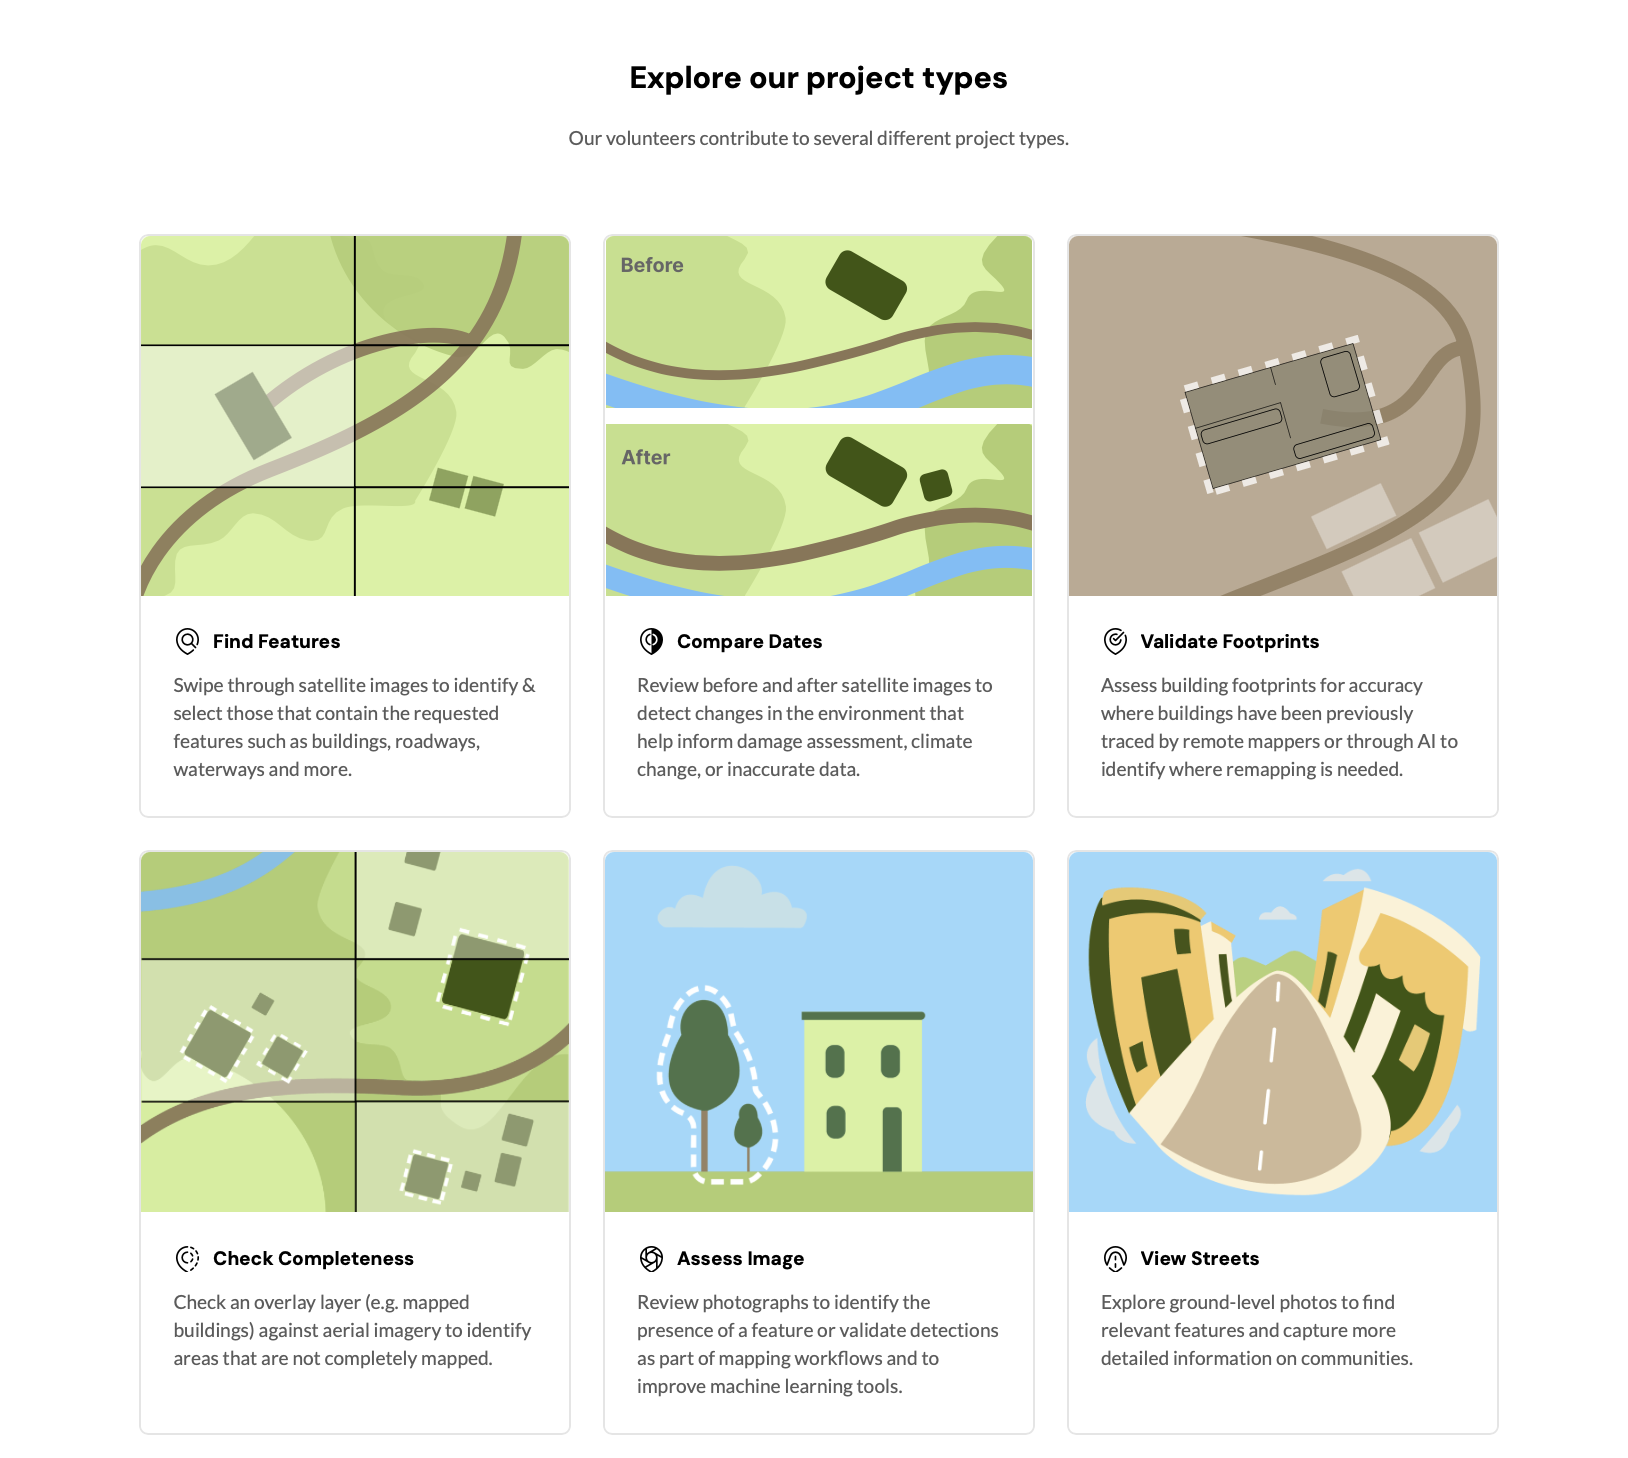 Explore our project types
Our volunteers contribute to several different project types.
Before
After
Find Features
Swipe through satellite images to identify &
select those that contain the requested
features such as buildings, roadways,
waterways and more.
Compare Dates
Review before and after satellite images to
detect changes in the environment that
help inform damage assessment, climate
change, or inaccurate data.
Validate Footprints
Assess building footprints for accuracy
where buildings have been previously
traced by remote mappers or through AI to
identify where remapping is needed.
Check Completeness
Check an overlay layer (e.g. mapped
buildings) against aerial imagery to identify
areas that are not completely mapped.
Assess Image
Review photographs to identify the
presence of a feature or validate detections
as part of mapping workflows and to
improve machine learning tools.
View Streets
Explore ground-level photos to find
relevant features and capture more
detailed information on communities.